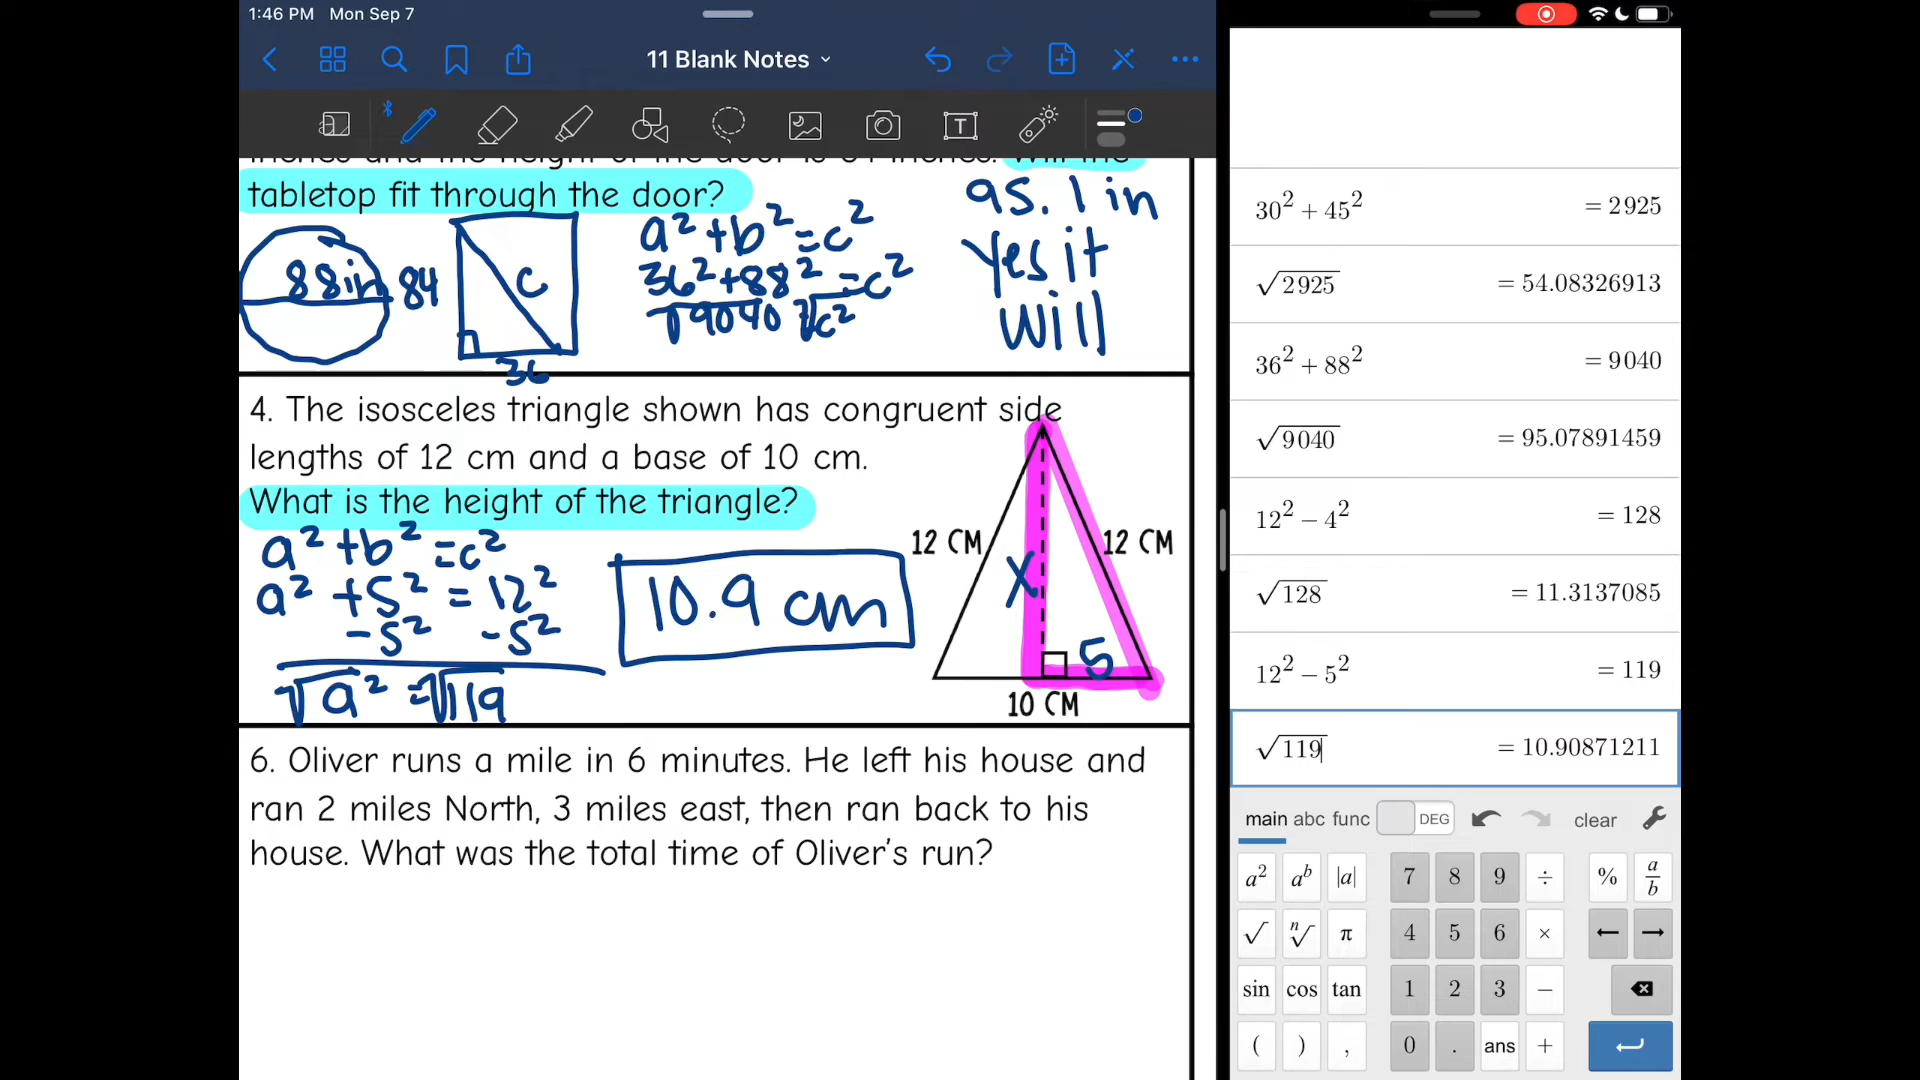 1:46 PM Mon Sep 7
11 Blank Notes
tabletop fit through the door?
88in
84
C
36
a² + b² = c²
36² + 88² = c²
√9040 √c²
95.1 in
Yes it
will
4. The isosceles triangle shown has congruent side
lengths of 12 cm and a base of 10 cm.
What is the height of the triangle?
a² + b² = c²
a² + 5² = 12²
-5² -5²
√a² = √119
10.9 cm
12 CM
12 CM
X
5
10 CM
6. Oliver runs a mile in 6 minutes. He left his house and
ran 2 miles North, 3 miles east, then ran back to his
house. What was the total time of Oliver's run?
30² + 45² = 2925
√2925 = 54.08326913
36² + 88² = 9040
√9040 = 95.07891459
12² − 4² = 128
√128 = 11.3137085
12² − 5² = 119
√119 = 10.90871211
main abc func DEG clear
a² aᵇ |a| 7 8 9 ÷ % a/b
√ ⁿ√ π 4 5 6 × ← →
sin cos tan 1 2 3 −
( ) , 0 . ans +